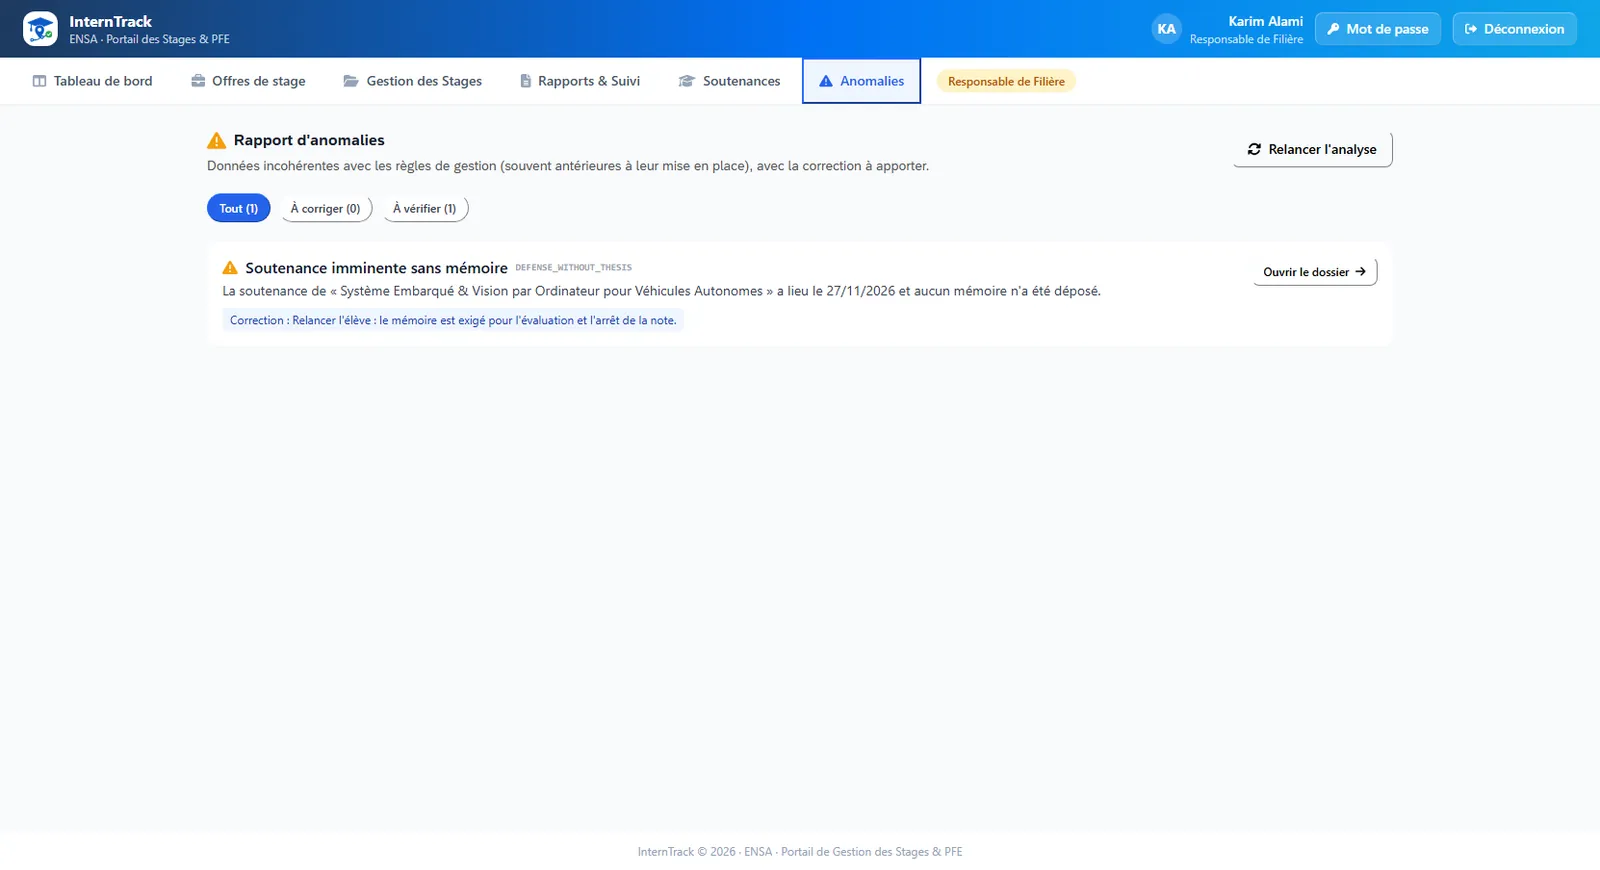 InternTrack
ENSA · Portail des Stages & PFE
KA
Karim Alami
Responsable de Filière
Mot de passe
Déconnexion
Tableau de bord
Offres de stage
Gestion des Stages
Rapports & Suivi
Soutenances
Anomalies
Responsable de Filière
Rapport d'anomalies
Données incohérentes avec les règles de gestion (souvent antérieures à leur mise en place), avec la correction à apporter.
Relancer l'analyse
Tout (1)
À corriger (0)
À vérifier (1)
Soutenance imminente sans mémoire DEFENSE_WITHOUT_THESIS
La soutenance de « Système Embarqué & Vision par Ordinateur pour Véhicules Autonomes » a lieu le 27/11/2026 et aucun mémoire n'a été déposé.
Correction : Relancer l'élève : le mémoire est exigé pour l'évaluation et l'arrêt de la note.
Ouvrir le dossier →
InternTrack © 2026 · ENSA · Portail de Gestion des Stages & PFE